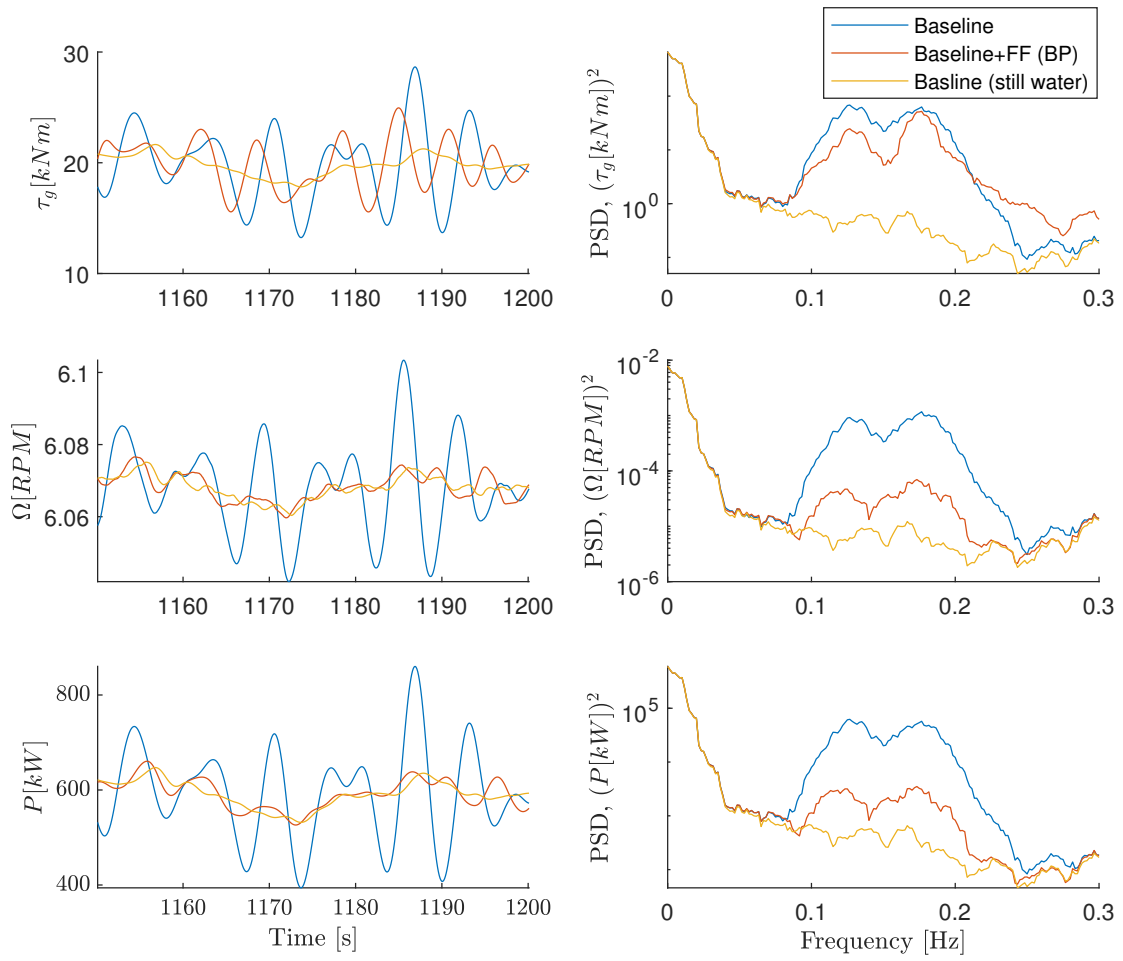 Baseline
Baseline+FF (BP)
Basline (still water)
30
20
10
τg[kNm]
1160 1170 1180 1190 1200
PSD, (τg[kNm])²
10⁰
0 0.1 0.2 0.3
6.1
6.08
6.06
Ω[RPM]
1160 1170 1180 1190 1200
PSD, (Ω[RPM])²
10⁻²
10⁻⁴
10⁻⁶
0 0.1 0.2 0.3
800
600
400
P[kW]
1160 1170 1180 1190 1200
Time [s]
PSD, (P[kW])²
10⁵
0 0.1 0.2 0.3
Frequency [Hz]